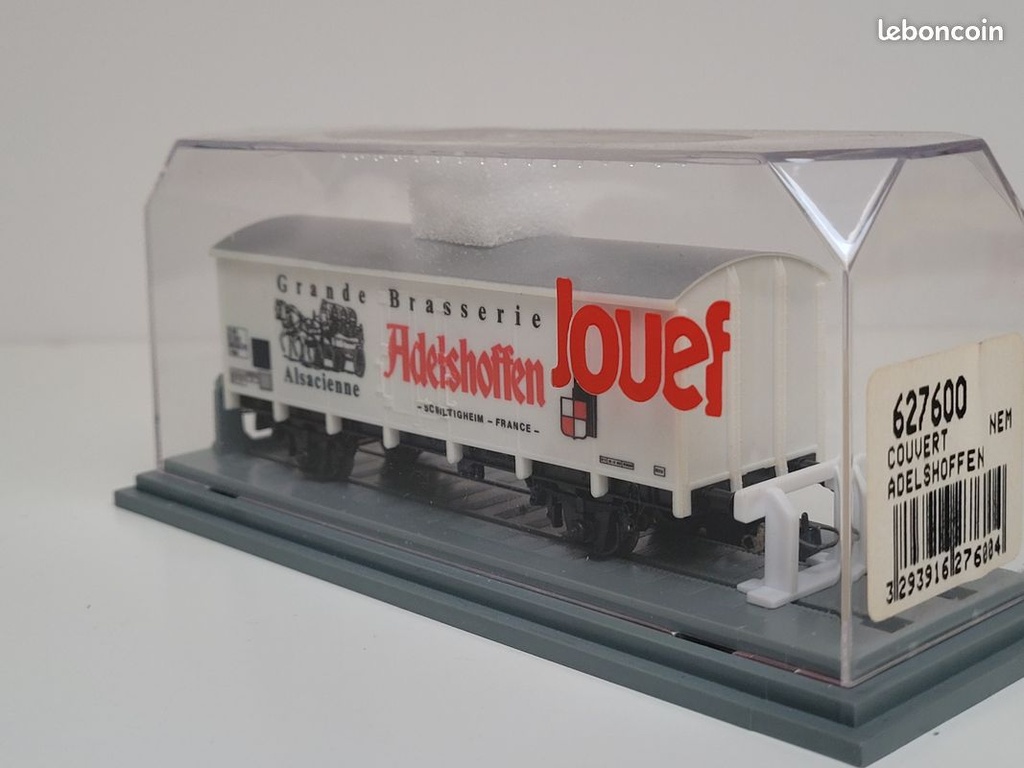 leboncoin
Grande Brasserie
Alsacienne
Adelshoffen
- SCHILTIGHEIM - FRANCE -
Jouef
627600
NEM
COUVERT
ADELSHOFFEN
3 293916 276004